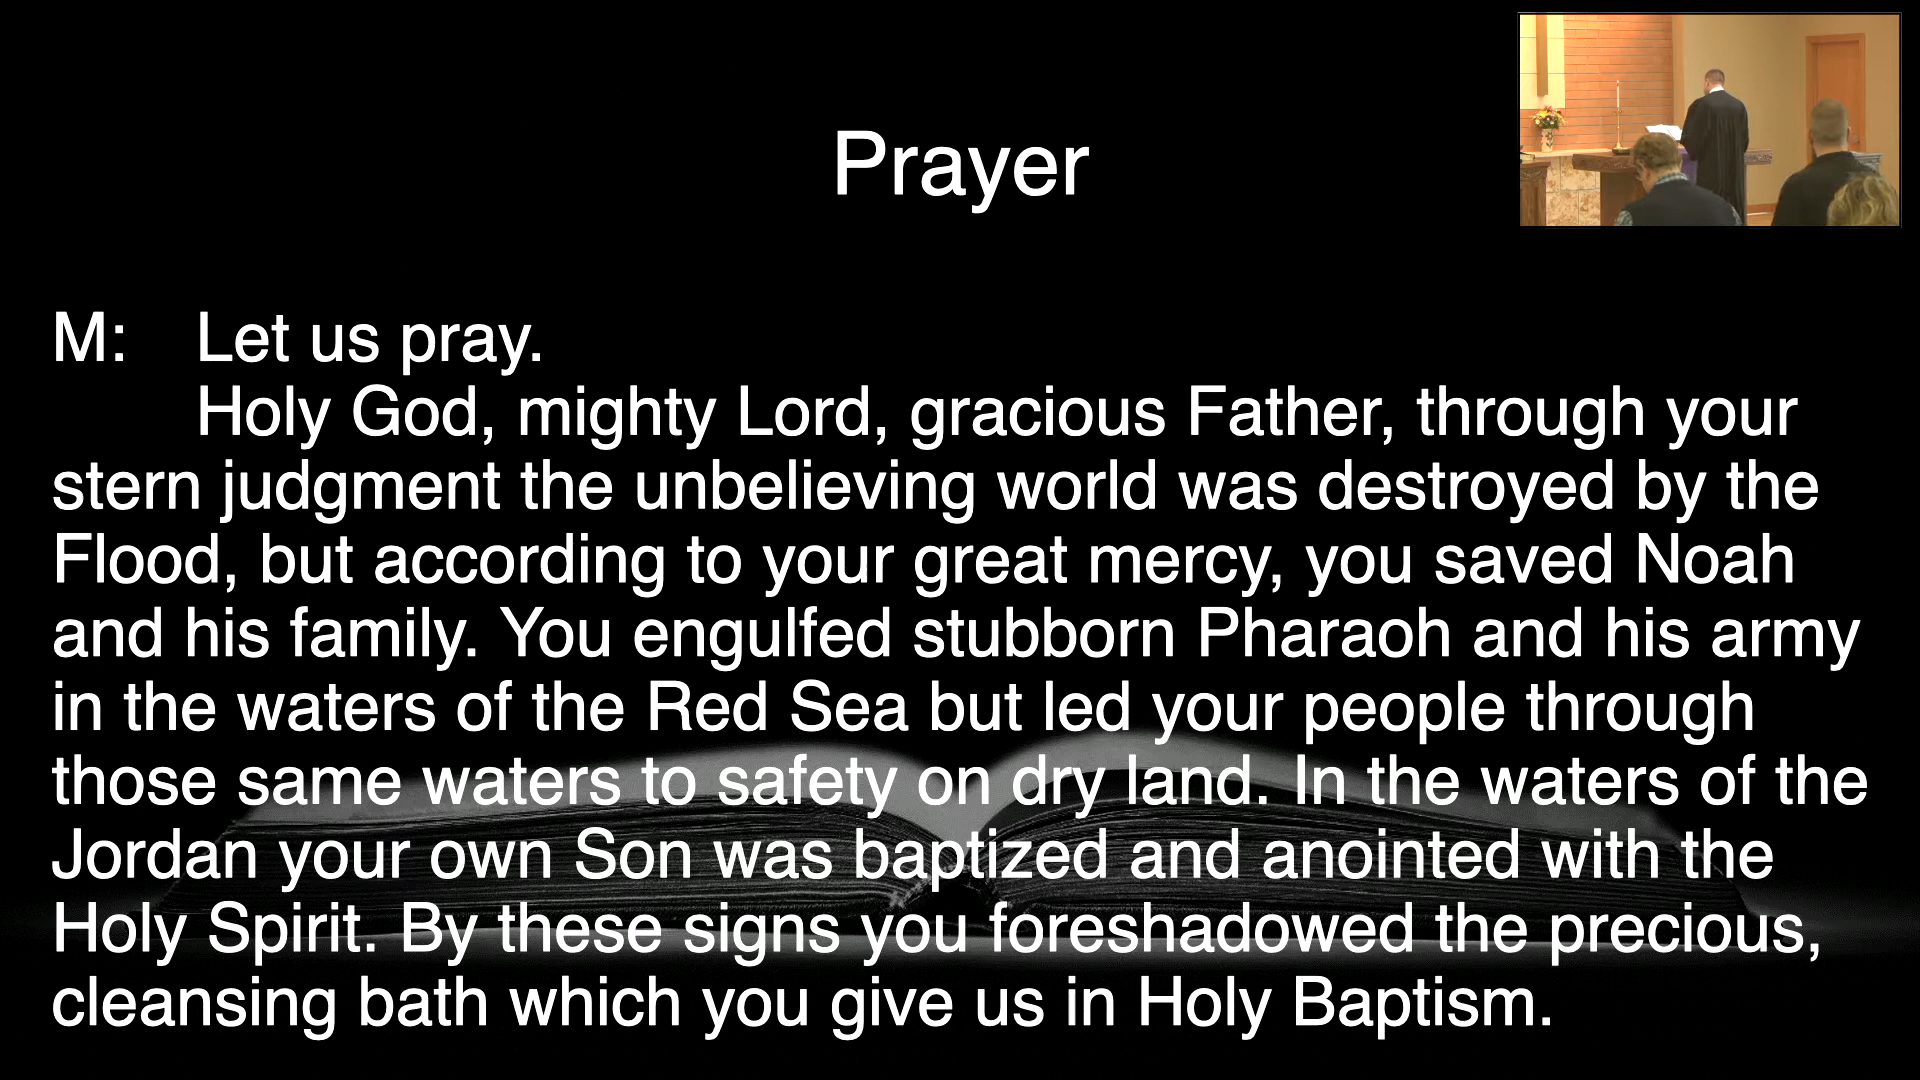 Prayer
M: Let us pray.
Holy God, mighty Lord, gracious Father, through your
stern judgment the unbelieving world was destroyed by the
Flood, but according to your great mercy, you saved Noah
and his family. You engulfed stubborn Pharaoh and his army
in the waters of the Red Sea but led your people through
those same waters to safety on dry land. In the waters of the
Jordan your own Son was baptized and anointed with the
Holy Spirit. By these signs you foreshadowed the precious,
cleansing bath which you give us in Holy Baptism.